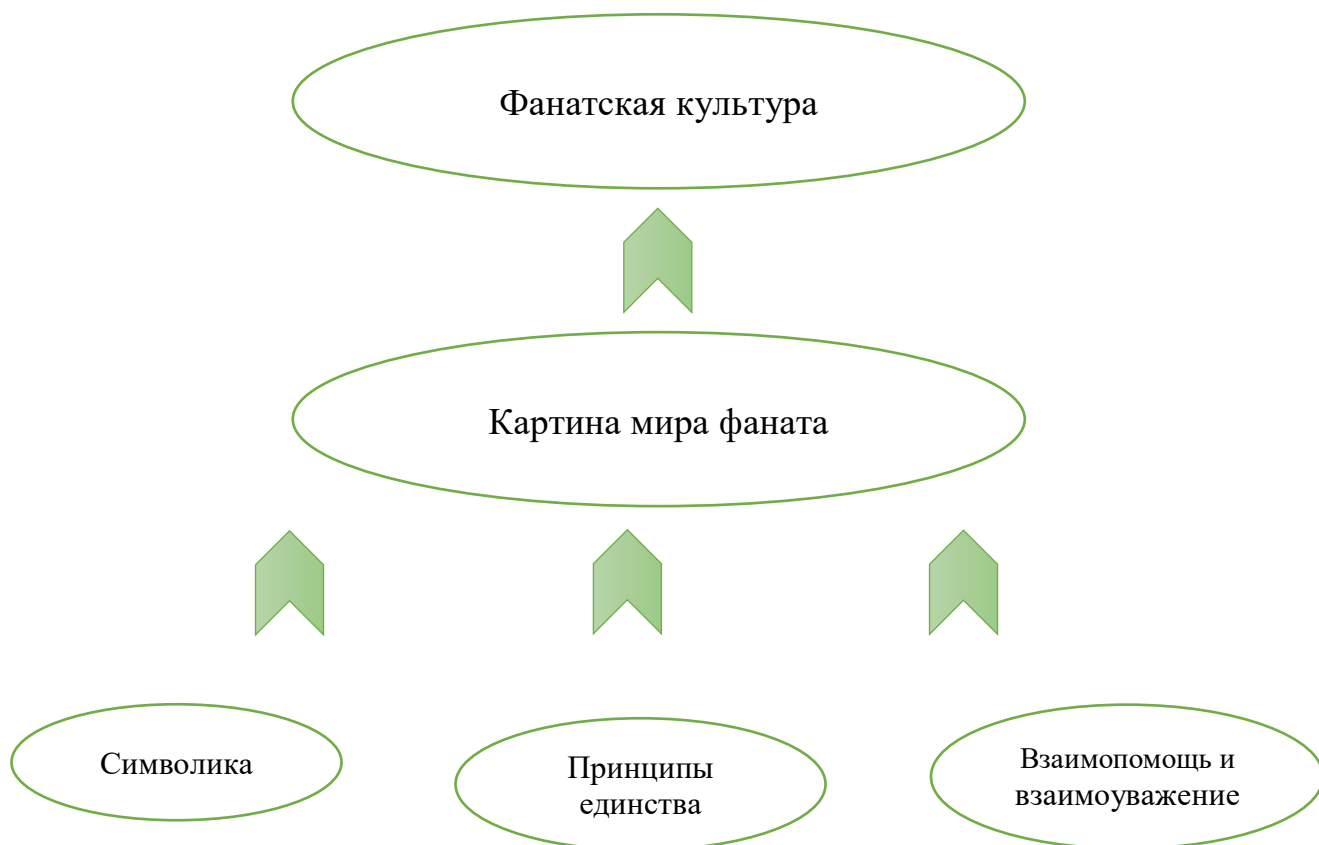 Фанатская культура
Картина мира фаната
Символика
Принципы
единства
Взаимопомощь и
взаимоуважение